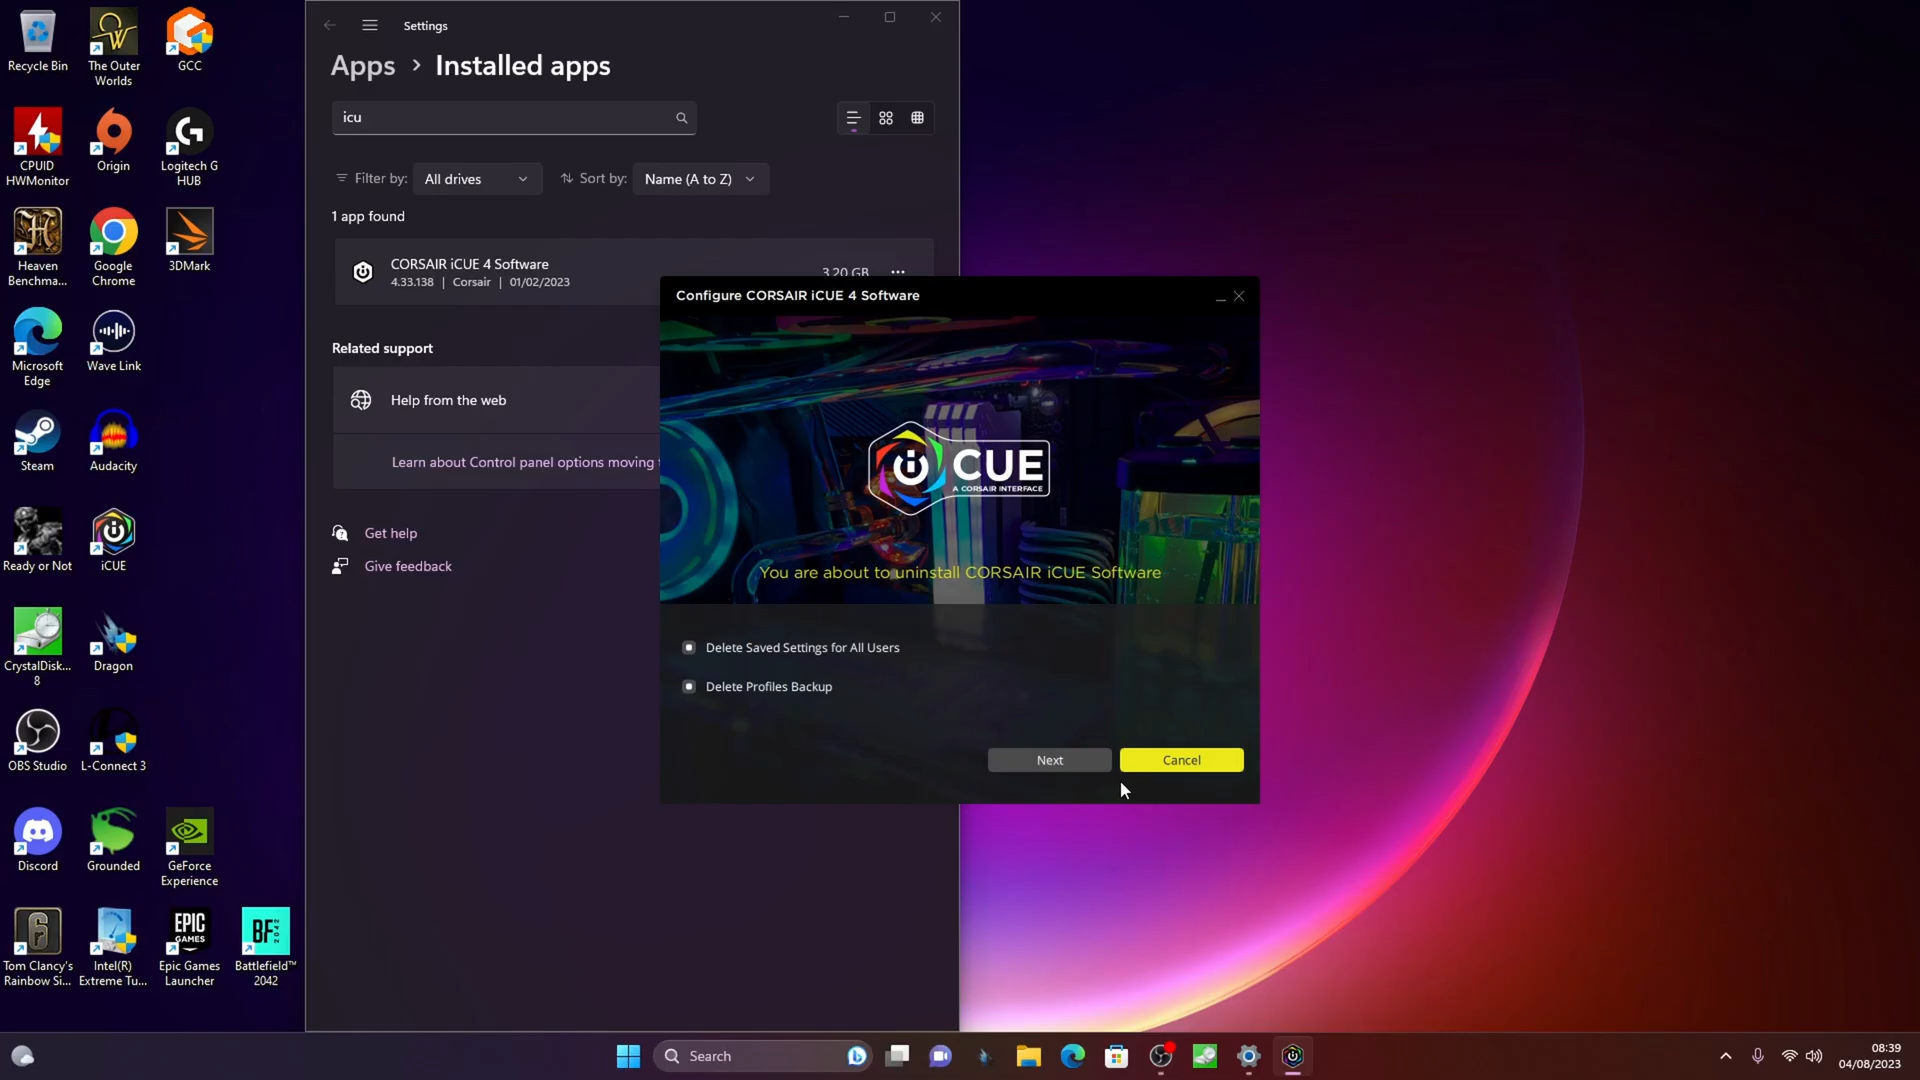 Recycle Bin
The Outer
Worlds
GCC
CPUID
HWMonitor
Origin
Logitech G
HUB
Heaven
Benchma...
Google
Chrome
3DMark
Microsoft
Edge
Wave Link
Steam
Audacity
Ready or Not
iCUE
CrystalDisk...
8
Dragon
OBS Studio
L-Connect 3
Discord
Grounded
GeForce
Experience
EPIC
GAMES
BF:
2042
6
Tom Clancy's
Rainbow Si...
Intel(R)
Extreme Tu...
Epic Games
Launcher
Battlefield™
2042
Settings
Apps > Installed apps
icu
Filter by:
All drives
Sort by:
Name (A to Z)
1 app found
CORSAIR iCUE 4 Software
4.33.138 | Corsair | 01/02/2023
3.20 GB
Related support
Help from the web
Learn about Control panel options moving
Get help
Give feedback
Configure CORSAIR iCUE 4 Software
iCUE
A CORSAIR INTERFACE
You are about to uninstall CORSAIR iCUE Software
Delete Saved Settings for All Users
Delete Profiles Backup
Next
Cancel
Search
08:39
04/08/2023